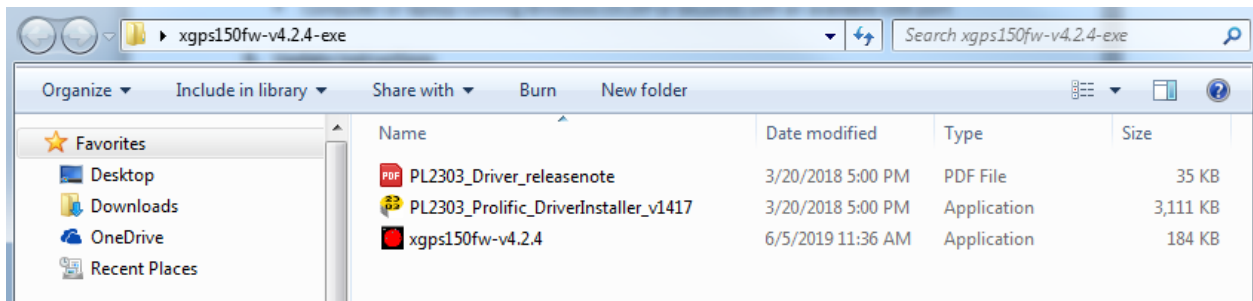 xgps150fw-v4.2.4-exe Search xgps150fw-v4.2.4-exe
Organize Include in library Share with Burn New folder
Favorites
Desktop
Downloads
OneDrive
Recent Places
Name Date modified Type Size
PDF PL2303_Driver_releasenote 3/20/2018 5:00 PM PDF File 35 KB
PL2303_Prolific_DriverInstaller_v1417 3/20/2018 5:00 PM Application 3,111 KB
xgps150fw-v4.2.4 6/5/2019 11:36 AM Application 184 KB